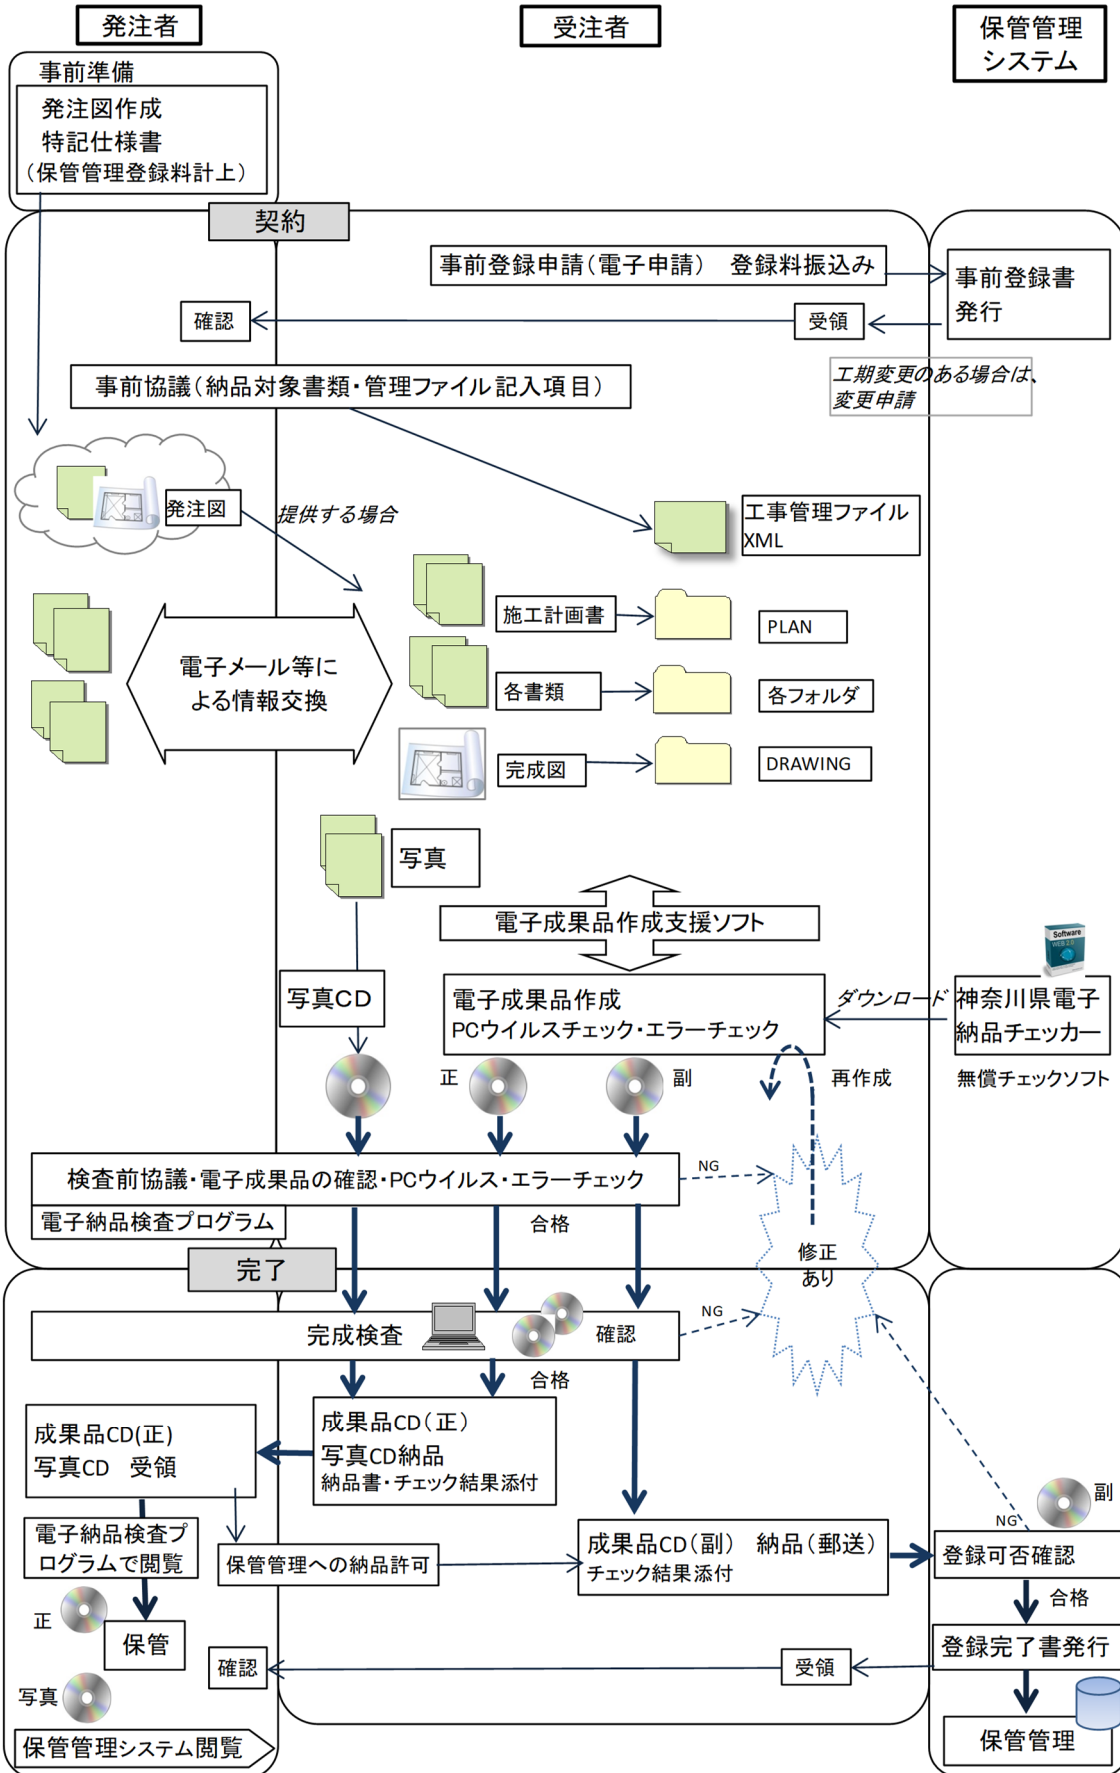 発注者
受注者
保管管理
システム
事前準備
発注図作成
特記仕様書
(保管管理登録料計上)
契約
事前登録申請(電子申請)　登録料振込み
事前登録書
発行
確認
受領
事前協議(納品対象書類・管理ファイル記入項目)
工期変更のある場合は、
変更申請
発注図
提供する場合
工事管理ファイル
XML
施工計画書
PLAN
電子メール等に
よる情報交換
各書類
各フォルダ
完成図
DRAWING
写真
電子成果品作成支援ソフト
Software
WEB 2.0
写真CD
電子成果品作成
PCウイルスチェック・エラーチェック
ダウンロード
神奈川県電子
納品チェッカー
無償チェックソフト
正
副
再作成
検査前協議・電子成果品の確認・PCウイルス・エラーチェック
NG
電子納品検査プログラム
合格
修正
あり
完了
完成検査
確認
NG
合格
成果品CD(正)
写真CD　受領
成果品CD(正)
写真CD納品
納品書・チェック結果添付
副
NG
電子納品検査プ
ログラムで閲覧
保管管理への納品許可
成果品CD(副)　納品(郵送)
チェック結果添付
登録可否確認
合格
正
保管
登録完了書発行
確認
受領
写真
保管管理システム閲覧
保管管理